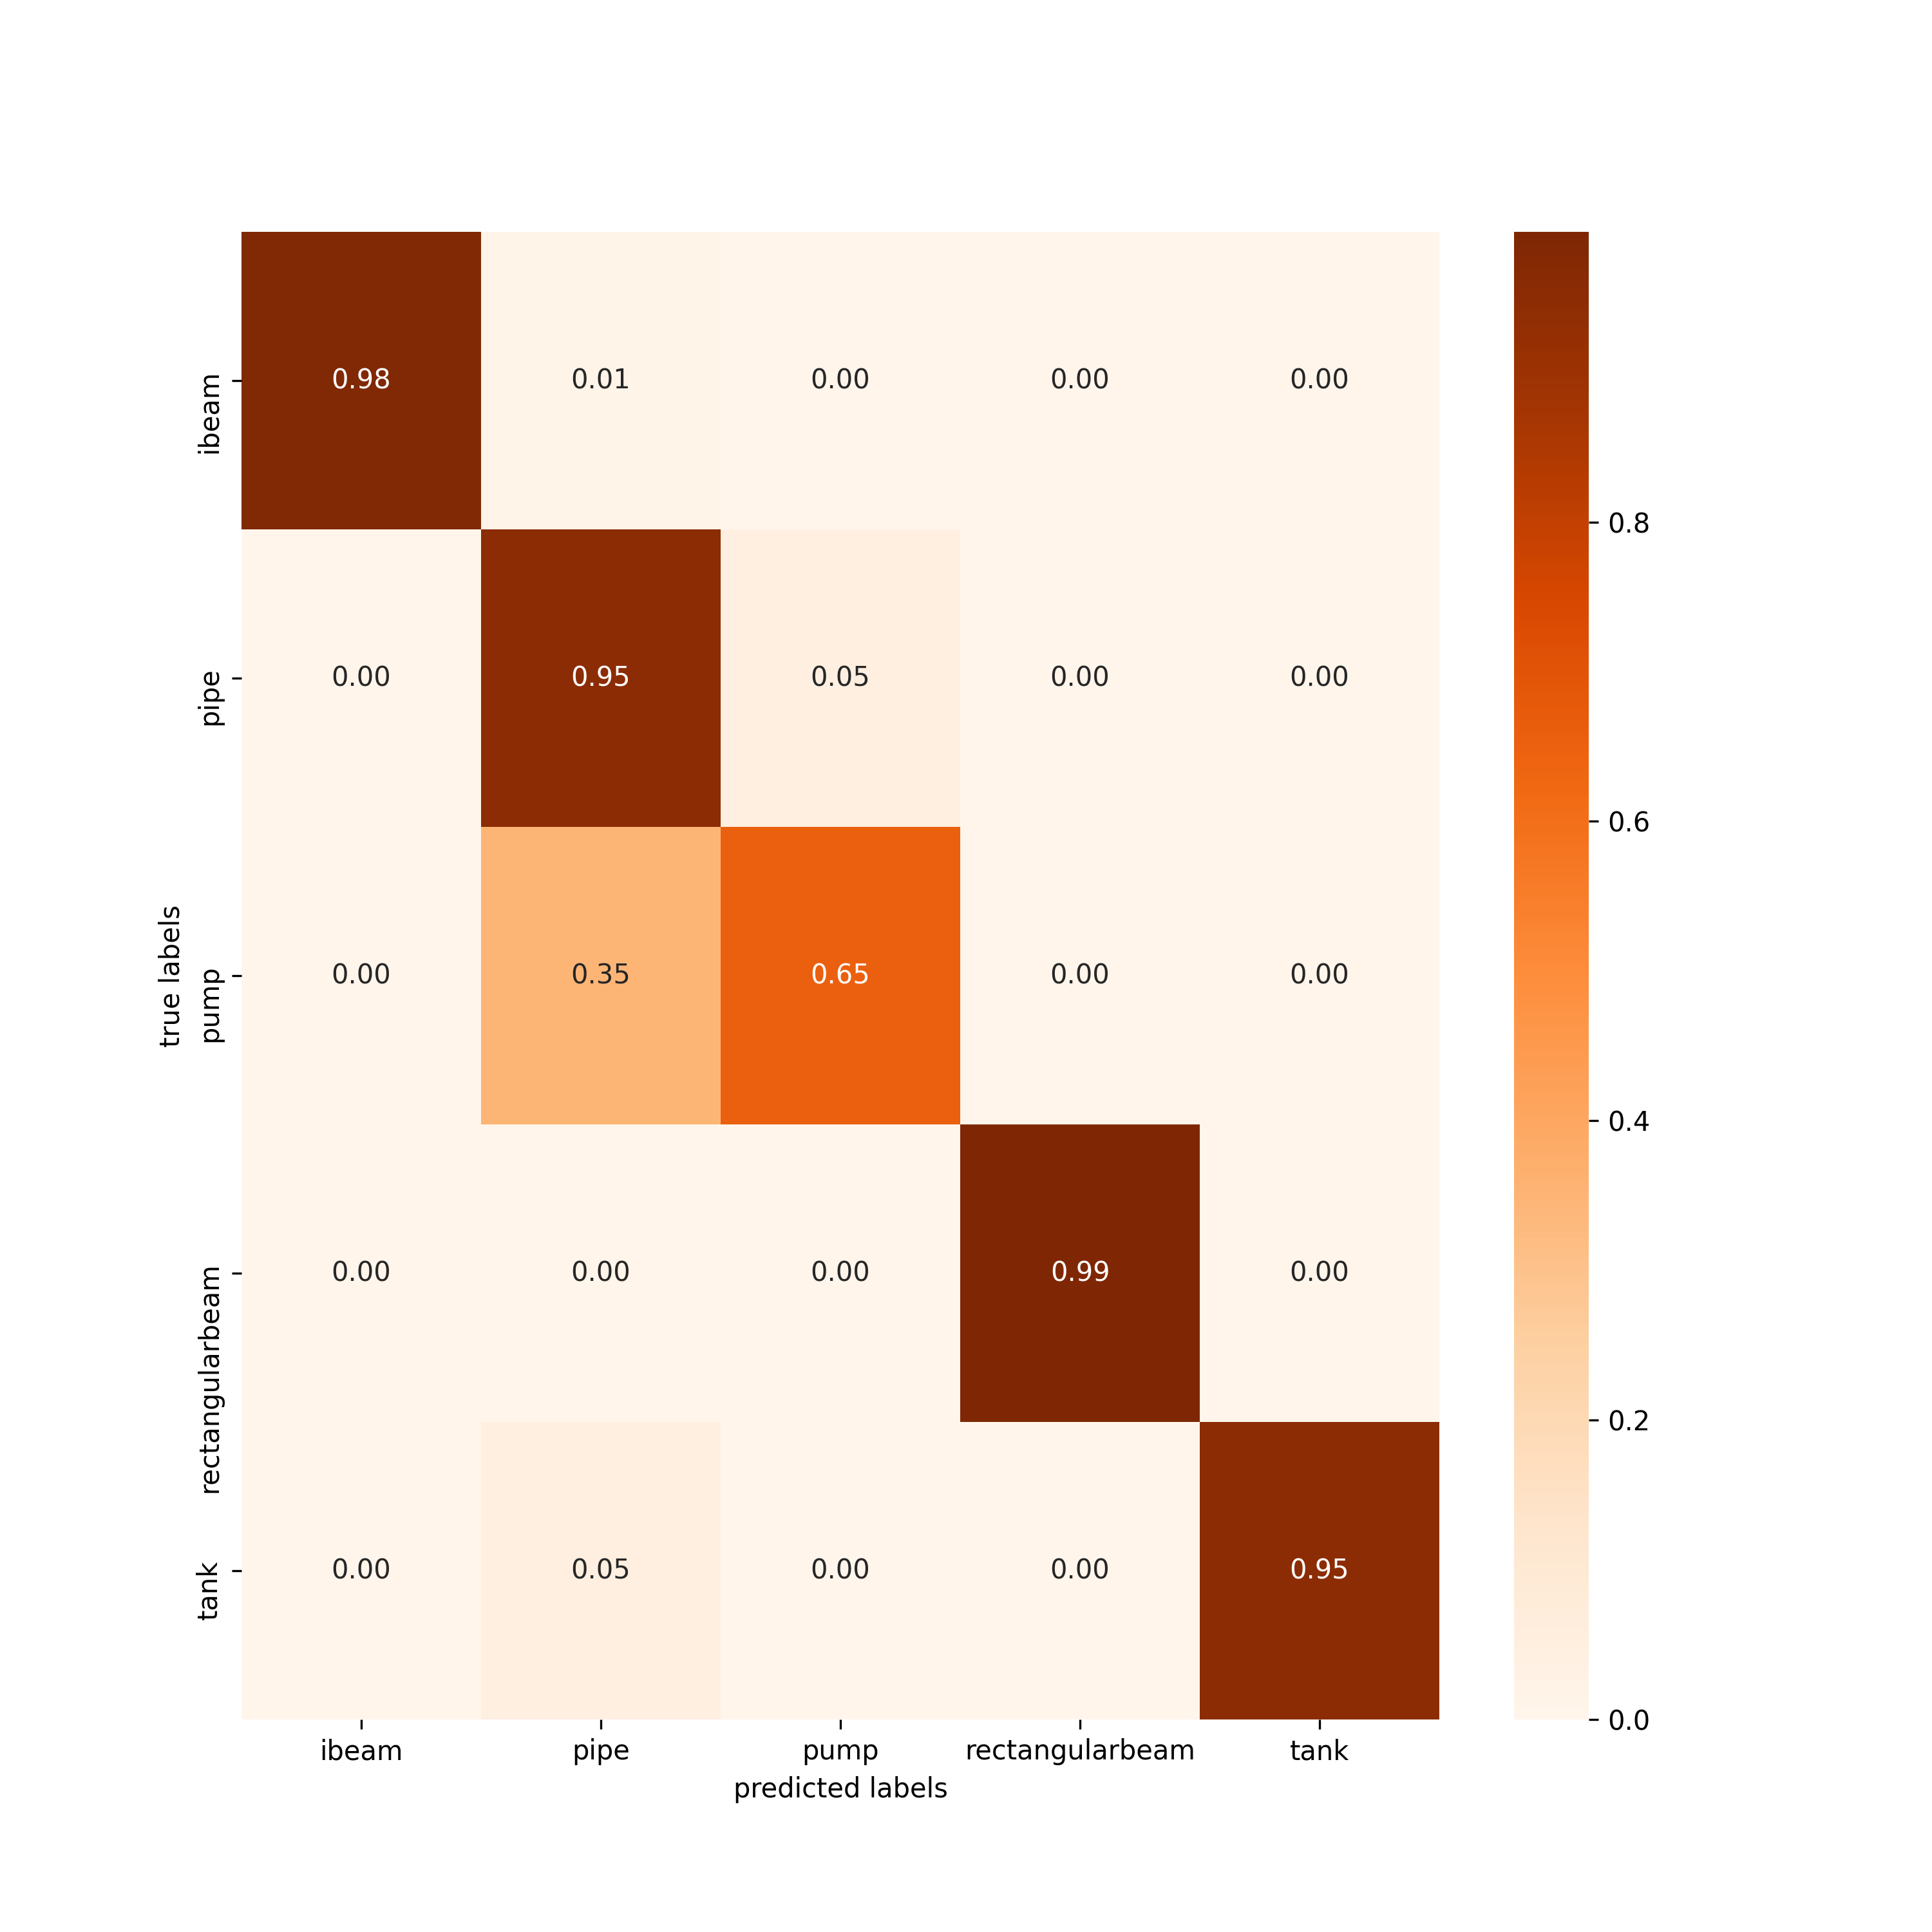 true labels
ibeam 0.98 0.01 0.00 0.00 0.00
pipe 0.00 0.95 0.05 0.00 0.00
pump 0.00 0.35 0.65 0.00 0.00
rectangularbeam 0.00 0.00 0.00 0.99 0.00
tank 0.00 0.05 0.00 0.00 0.95
ibeam pipe pump rectangularbeam tank
predicted labels
0.8
0.6
0.4
0.2
0.0